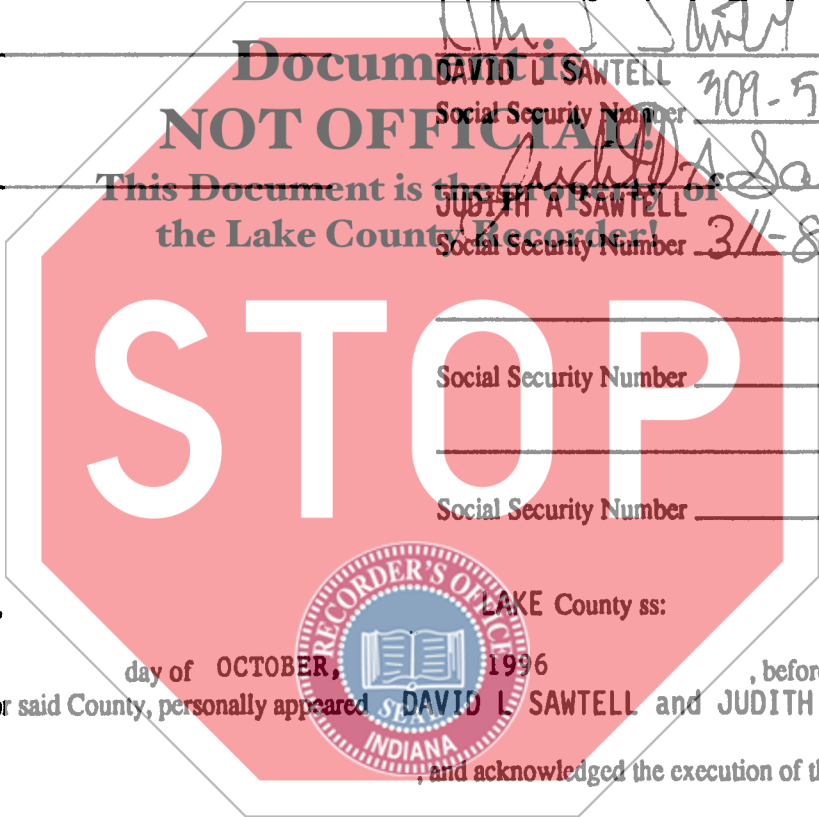 Document is
DAVID L SAWTELL
NOT OFFICIAL!
Social Security Number 309-5
This Document is the property of
Judith A Sa
JUDITH A SAWTELL
the Lake County Recorder!
Social Security Number 311-8
STOP
Social Security Number
Social Security Number
RECORDER'S OFFICE
LAKE County ss:
day of OCTOBER, 1996 , before
r said County, personally appeared DAVID L SAWTELL and JUDITH
SEAL
INDIANA
, and acknowledged the execution of th